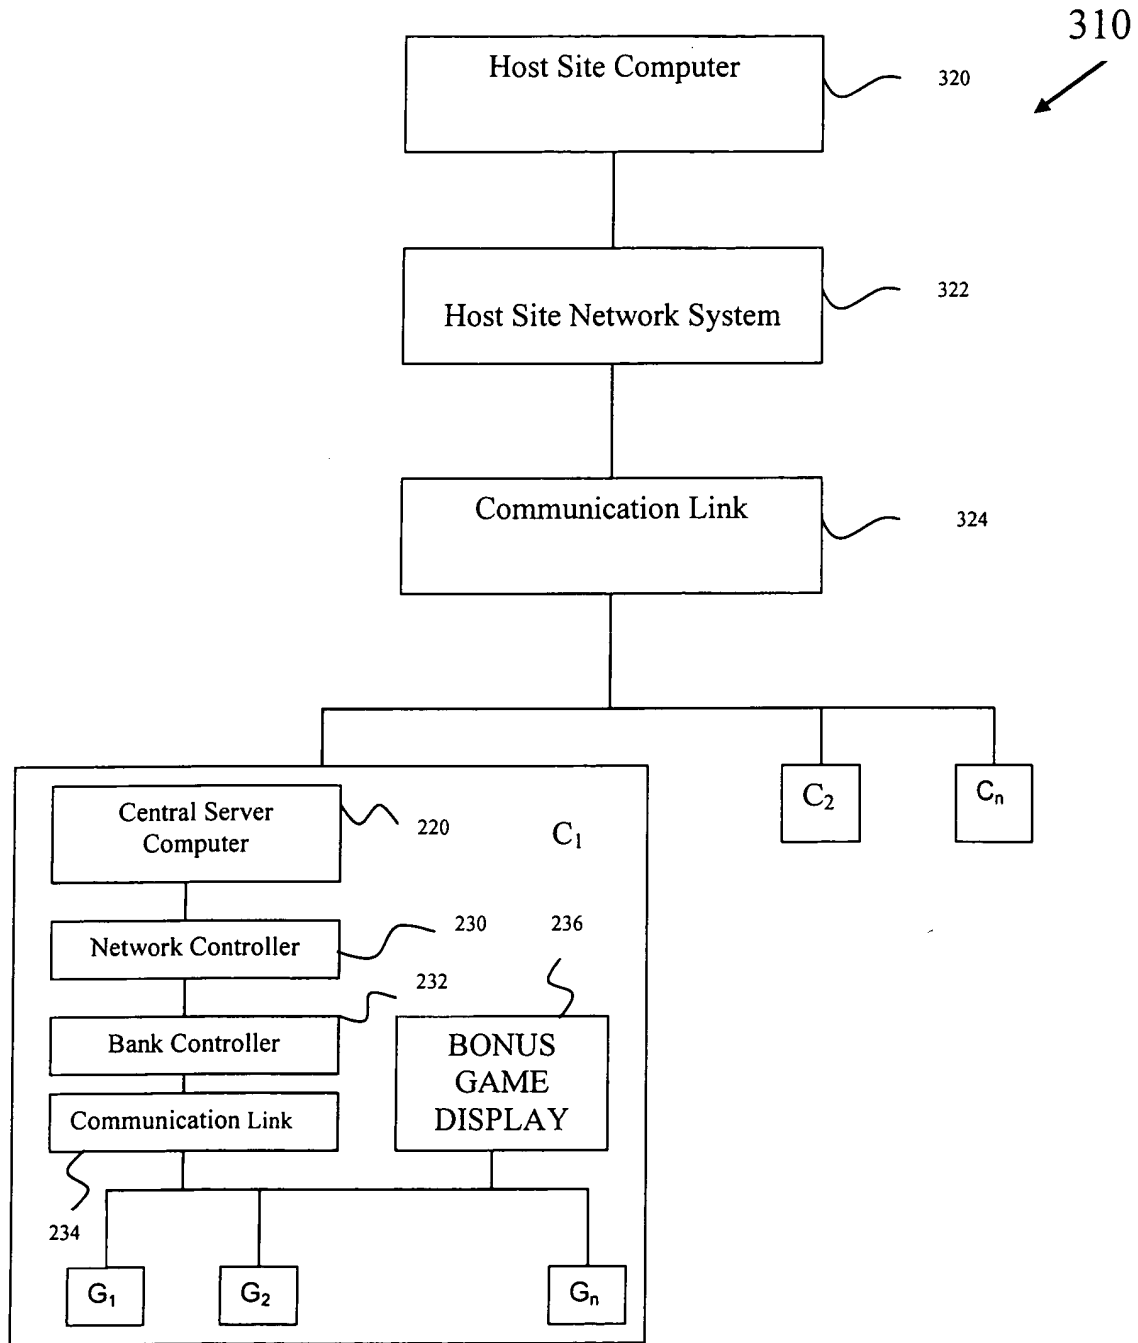 310
Host Site Computer
320
Host Site Network System
322
Communication Link
324
C₂
Cₙ
C₁
Central Server
Computer
220
Network Controller
230
236
232
Bank Controller
BONUS
GAME
DISPLAY
Communication Link
234
G₁
G₂
Gₙ